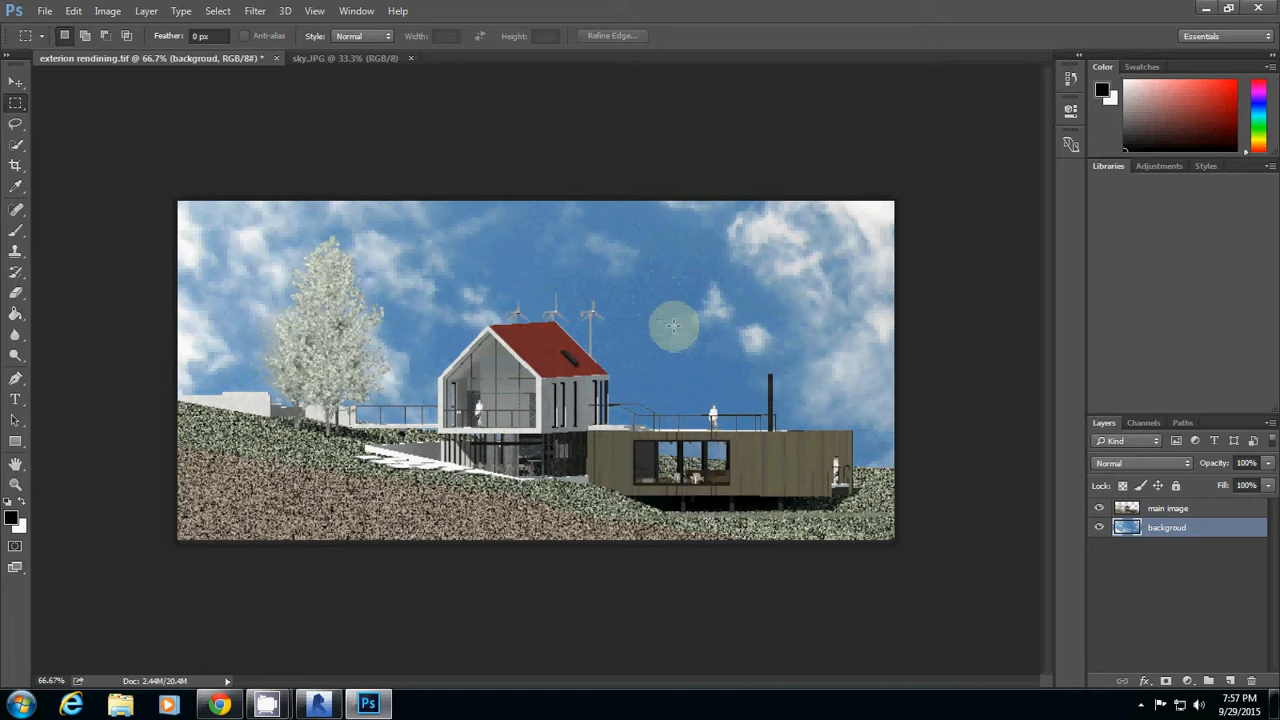 Ps File Edit Image Layer Type Select Filter 3D View Window Help
Feather: 0 px Anti-alias Style: Normal Width: Height: Refine Edge... Essentials
exterion rendining.tif @ 66.7% (backgroud, RGB/8#) * × sky.JPG @ 33.3% (RGB/8) ×
Color Swatches
Libraries Adjustments Styles
Layers Channels Paths
Kind
Normal Opacity: 100%
Lock: Fill: 100%
main image
backgroud
66.67% Doc: 2.44M/20.4M
Ps
7:57 PM
9/29/2015